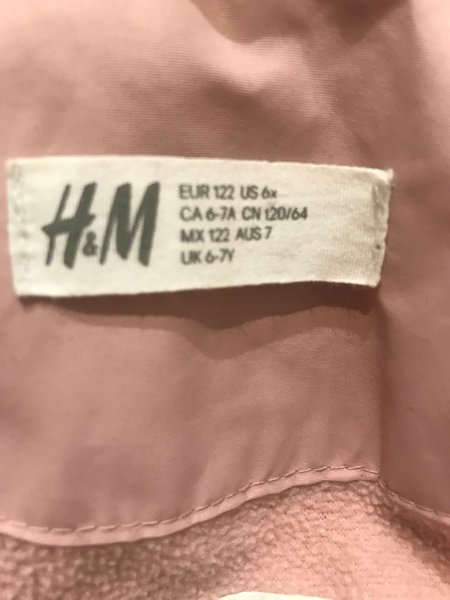 H&M
EUR 122 US 6x
CA 6-7A CN 120/64
MX 122 AUS 7
UK 6-7Y